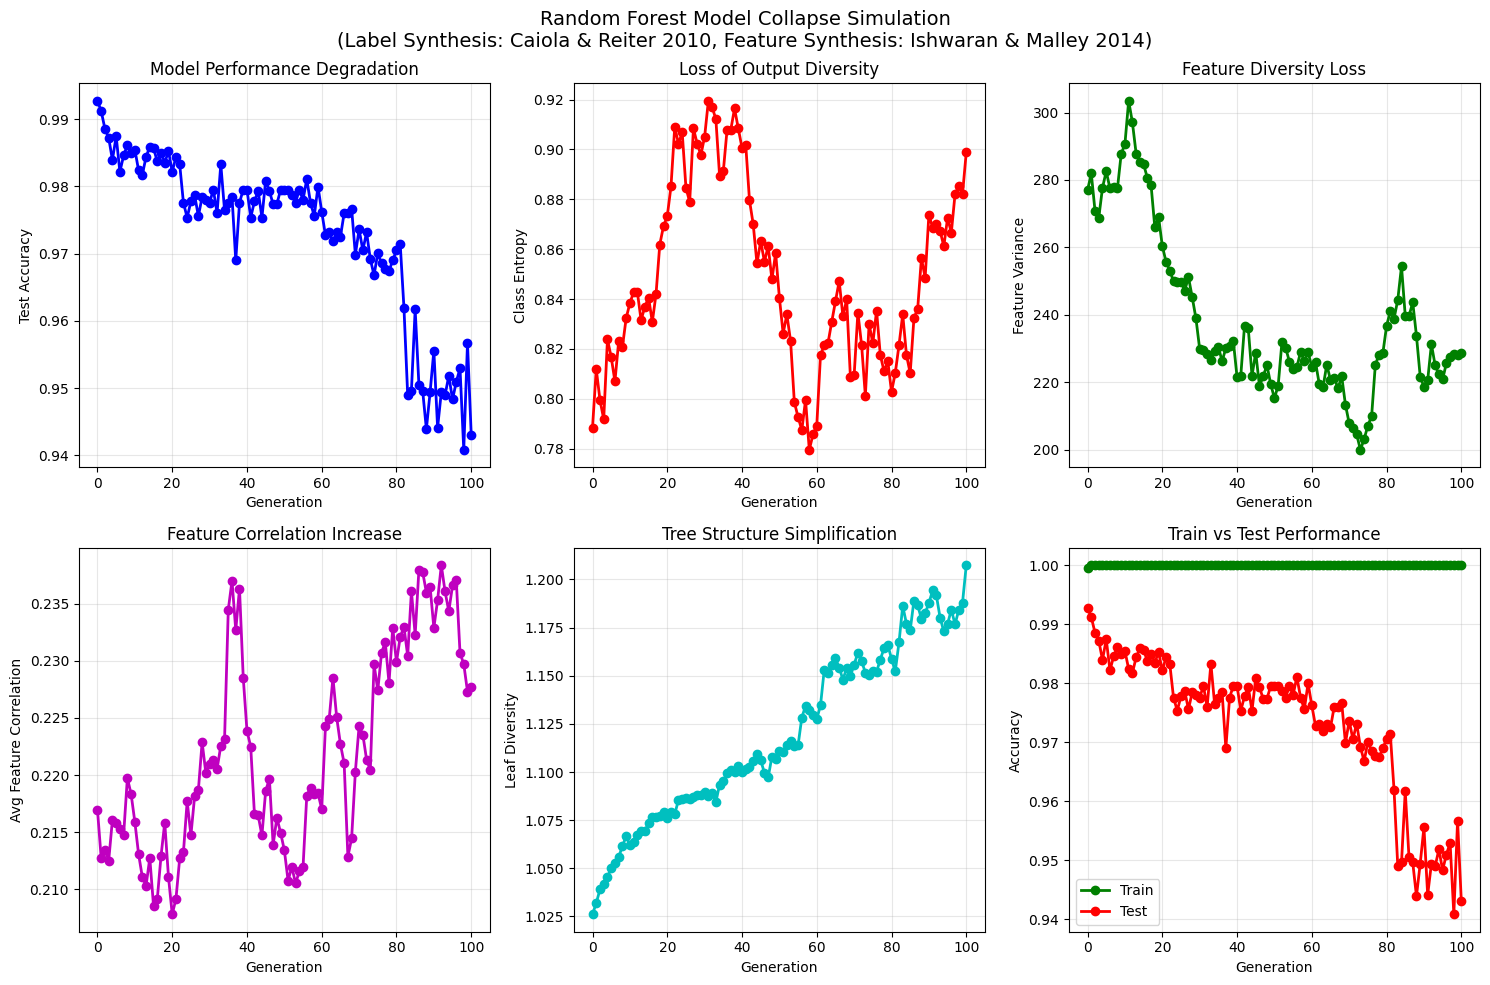 Random Forest Model Collapse Simulation
(Label Synthesis: Caiola & Reiter 2010, Feature Synthesis: Ishwaran & Malley 2014)
Model Performance Degradation
Test Accuracy
0.99
0.98
0.97
0.96
0.95
0.94
0 20 40 60 80 100
Generation
Loss of Output Diversity
Class Entropy
0.92
0.90
0.88
0.86
0.84
0.82
0.80
0.78
0 20 40 60 80 100
Generation
Feature Diversity Loss
Feature Variance
300
280
260
240
220
200
0 20 40 60 80 100
Generation
Feature Correlation Increase
Avg Feature Correlation
0.235
0.230
0.225
0.220
0.215
0.210
0 20 40 60 80 100
Generation
Tree Structure Simplification
Leaf Diversity
1.200
1.175
1.150
1.125
1.100
1.075
1.050
1.025
0 20 40 60 80 100
Generation
Train vs Test Performance
Accuracy
1.00
0.99
0.98
0.97
0.96
0.95
0.94
Train
Test
0 20 40 60 80 100
Generation